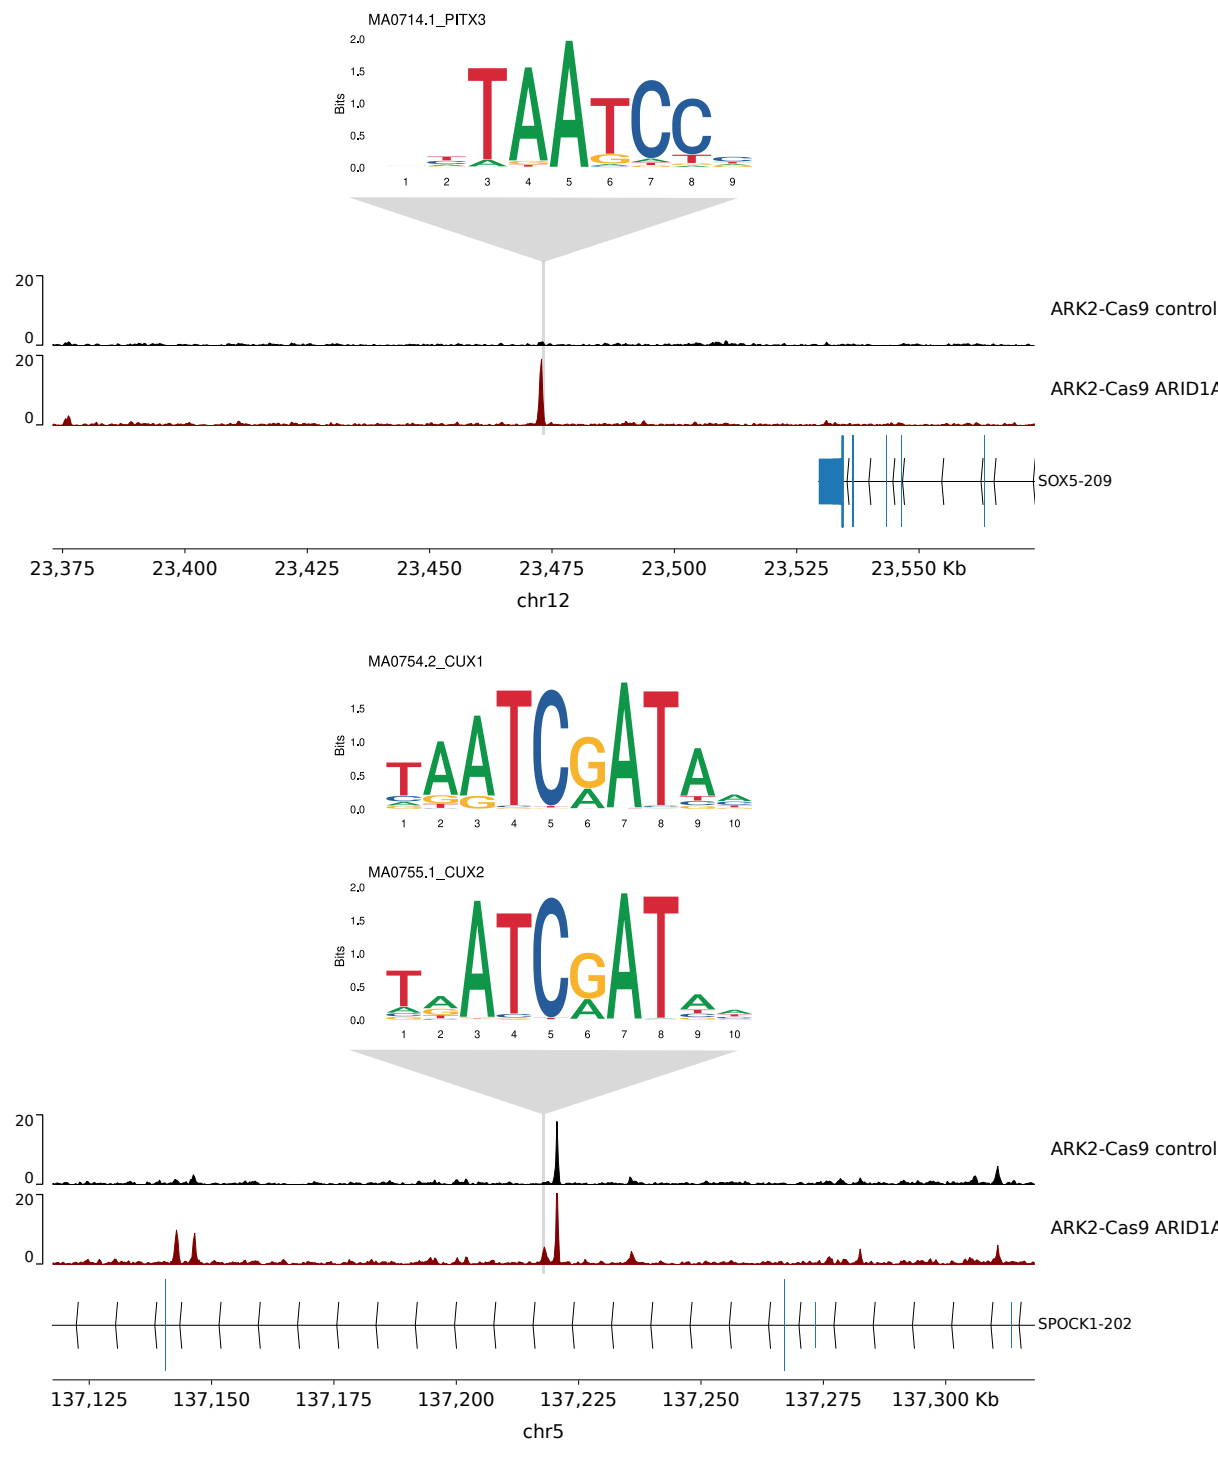 MA0714.1_PITX3
2.0
1.5
1.0
0.5
0.0
Bits
TAATCC
1 2 3 4 5 6 7 8 9
20
0
ARK2-Cas9 control
20
0
ARK2-Cas9 ARID1A
SOX5-209
23,375 23,400 23,425 23,450 23,475 23,500 23,525 23,550 Kb
chr12
MA0754.2_CUX1
1.5
1.0
0.5
0.0
Bits
TAATCGATAA
1 2 3 4 5 6 7 8 9 10
MA0755.1_CUX2
2.0
1.5
1.0
0.5
0.0
Bits
TAATCGATAA
1 2 3 4 5 6 7 8 9 10
20
0
ARK2-Cas9 control
20
0
ARK2-Cas9 ARID1A
SPOCK1-202
137,125 137,150 137,175 137,200 137,225 137,250 137,275 137,300 Kb
chr5